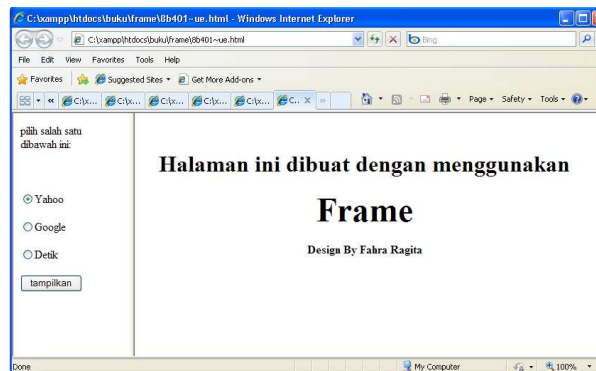 C:\xampp\htdocs\buku\frame\8b401~ue.html - Windows Internet Explorer
C:\xampp\htdocs\buku\frame\8b401~ue.html
Bing
File Edit View Favorites Tools Help
Favorites Suggested Sites Get More Add-ons
C:\x... C:\x... C:\x... C:\x... C:\x... C... X Page Safety Tools
pilih salah satu
dibawah ini:
Halaman ini dibuat dengan menggunakan
Yahoo
Frame
Google
Design By Fahra Ragita
Detik
tampilkan
Done My Computer 100%